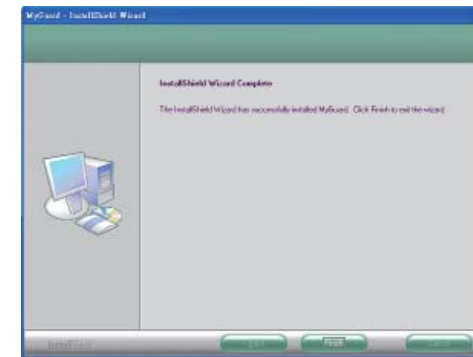 MyGuard - InstallShield Wizard
InstallShield Wizard Complete
The InstallShield Wizard has successfully installed MyGuard. Click Finish to exit the wizard.
InstallShield
Finish